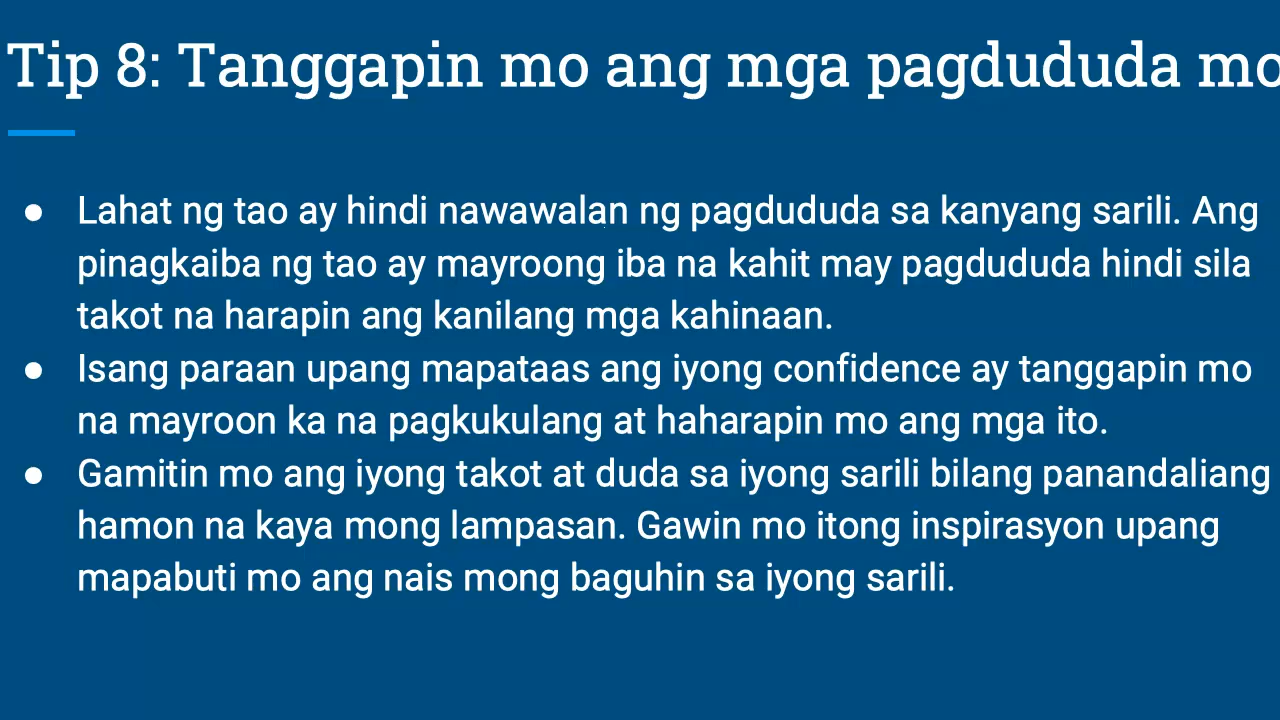 Tip 8: Tanggapin mo ang mga pagdududa mo
● Lahat ng tao ay hindi nawawalan ng pagdududa sa kanyang sarili. Ang
pinagkaiba ng tao ay mayroong iba na kahit may pagdududa hindi sila
takot na harapin ang kanilang mga kahinaan.
● Isang paraan upang mapataas ang iyong confidence ay tanggapin mo
na mayroon ka na pagkukulang at haharapin mo ang mga ito.
● Gamitin mo ang iyong takot at duda sa iyong sarili bilang panandaliang
hamon na kaya mong lampasan. Gawin mo itong inspirasyon upang
mapabuti mo ang nais mong baguhin sa iyong sarili.